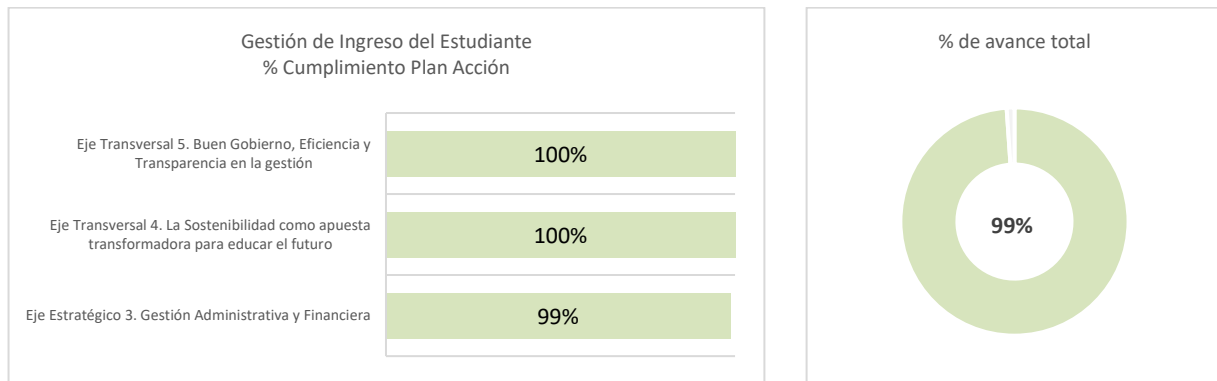 Gestión de Ingreso del Estudiante
% Cumplimiento Plan Acción
Eje Transversal 5. Buen Gobierno, Eficiencia y
Transparencia en la gestión
100%
Eje Transversal 4. La Sostenibilidad como apuesta
transformadora para educar el futuro
100%
Eje Estratégico 3. Gestión Administrativa y Financiera
99%
% de avance total
99%